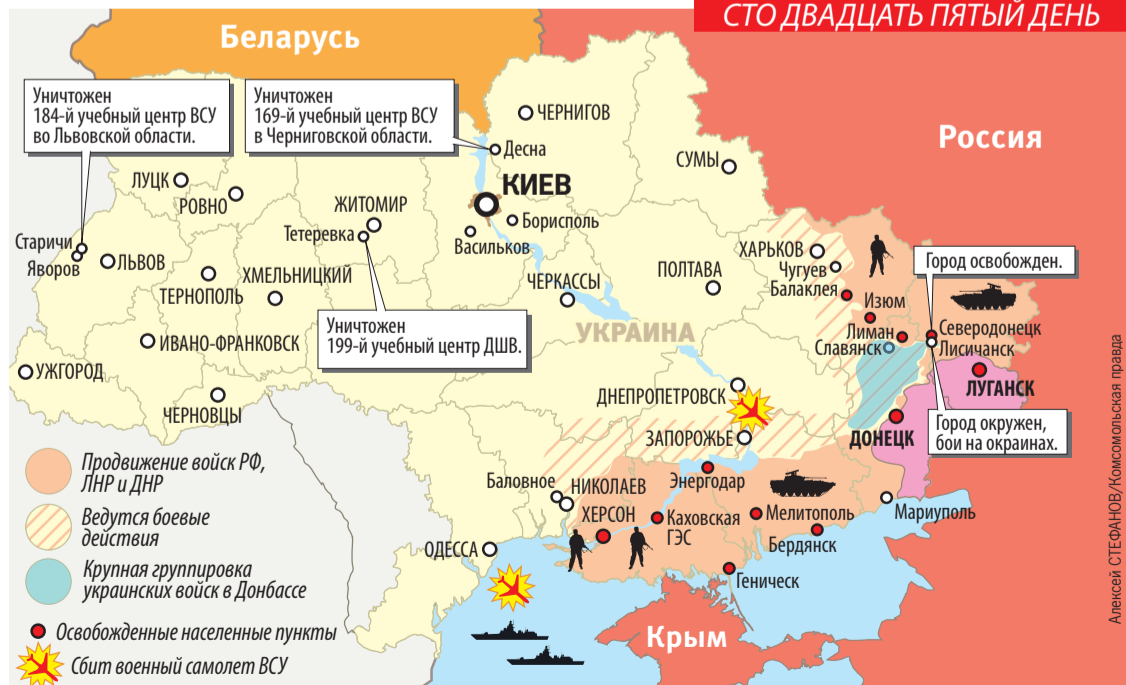 СТО ДВАДЦАТЬ ПЯТЫЙ ДЕНЬ
Беларусь
Россия
Уничтожен
184-й учебный центр ВСУ
во Львовской области.
Уничтожен
169-й учебный центр ВСУ
в Черниговской области.
ЧЕРНИГОВ
Десна
СУМЫ
ЛУЦК
РОВНО
КИЕВ
ЖИТОМИР
Тетеревка
Борисполь
Васильков
Старичи
Яворов
ЛЬВОВ
ТЕРНОПОЛЬ
ХМЕЛЬНИЦКИЙ
ЧЕРКАССЫ
ПОЛТАВА
ХАРЬКОВ
Чугуев
Балаклея
Изюм
Лиман
Славянск
Город освобожден.
Северодонецк
Лисичанск
Уничтожен
199-й учебный центр ДШВ.
УКРАИНА
ИВАНО-ФРАНКОВСК
УЖГОРОД
ЧЕРНОВЦЫ
ДНЕПРОПЕТРОВСК
ЗАПОРОЖЬЕ
ЛУГАНСК
ДОНЕЦК
Город окружен,
бои на окраинах.
Энергодар
Баловное
НИКОЛАЕВ
ХЕРСОН
Каховская
ГЭС
Мелитополь
Бердянск
Мариуполь
Геническ
ОДЕССА
Крым
Продвижение войск РФ,
ЛНР и ДНР
Ведутся боевые
действия
Крупная группировка
украинских войск в Донбассе
Освобожденные населенные пункты
Сбит военный самолет ВСУ
Алексей СТЕФАНОВ/Комсомольская правда